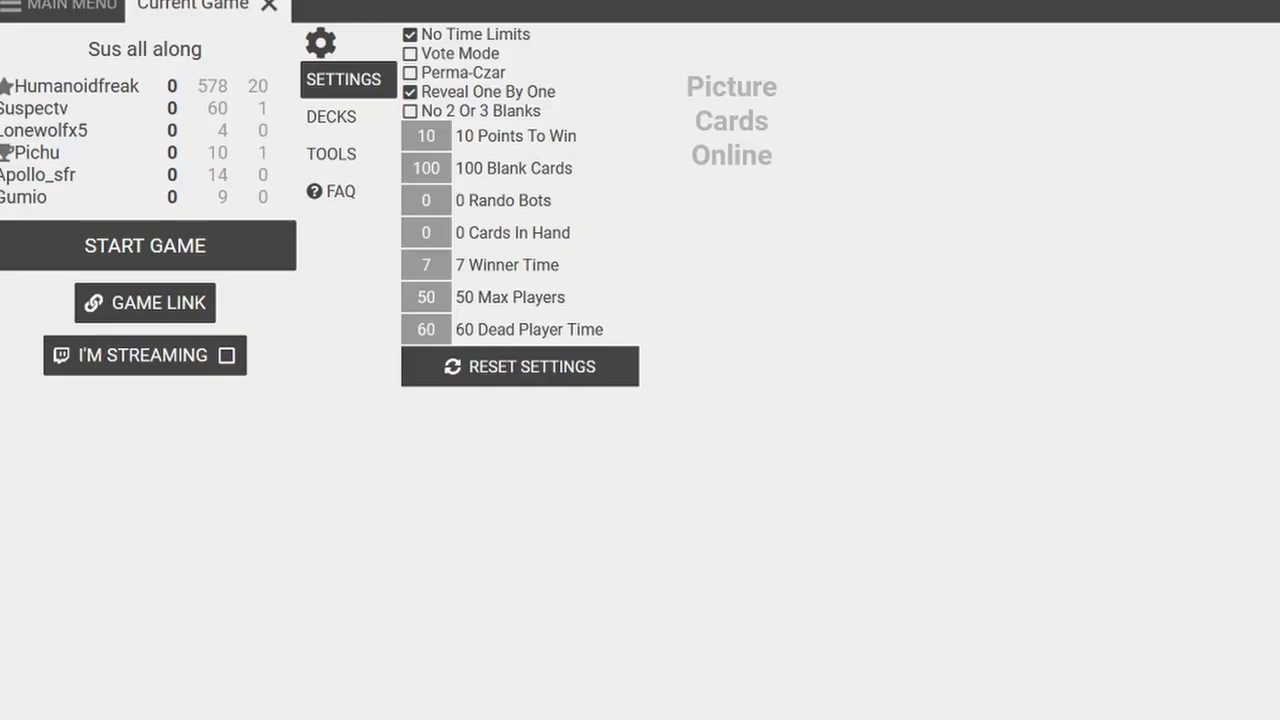 MAIN MENU
Current Game
Sus all along
Humanoidfreak 0 578 20
Suspectv 0 60 1
Lonewolfx5 0 4 0
Pichu 0 10 1
Apollo_sfr 0 14 0
Gumio 0 9 0
START GAME
GAME LINK
I'M STREAMING
SETTINGS
DECKS
TOOLS
FAQ
No Time Limits
Vote Mode
Perma-Czar
Reveal One By One
No 2 Or 3 Blanks
10 10 Points To Win
100 100 Blank Cards
0 0 Rando Bots
0 0 Cards In Hand
7 7 Winner Time
50 50 Max Players
60 60 Dead Player Time
RESET SETTINGS
Picture
Cards
Online